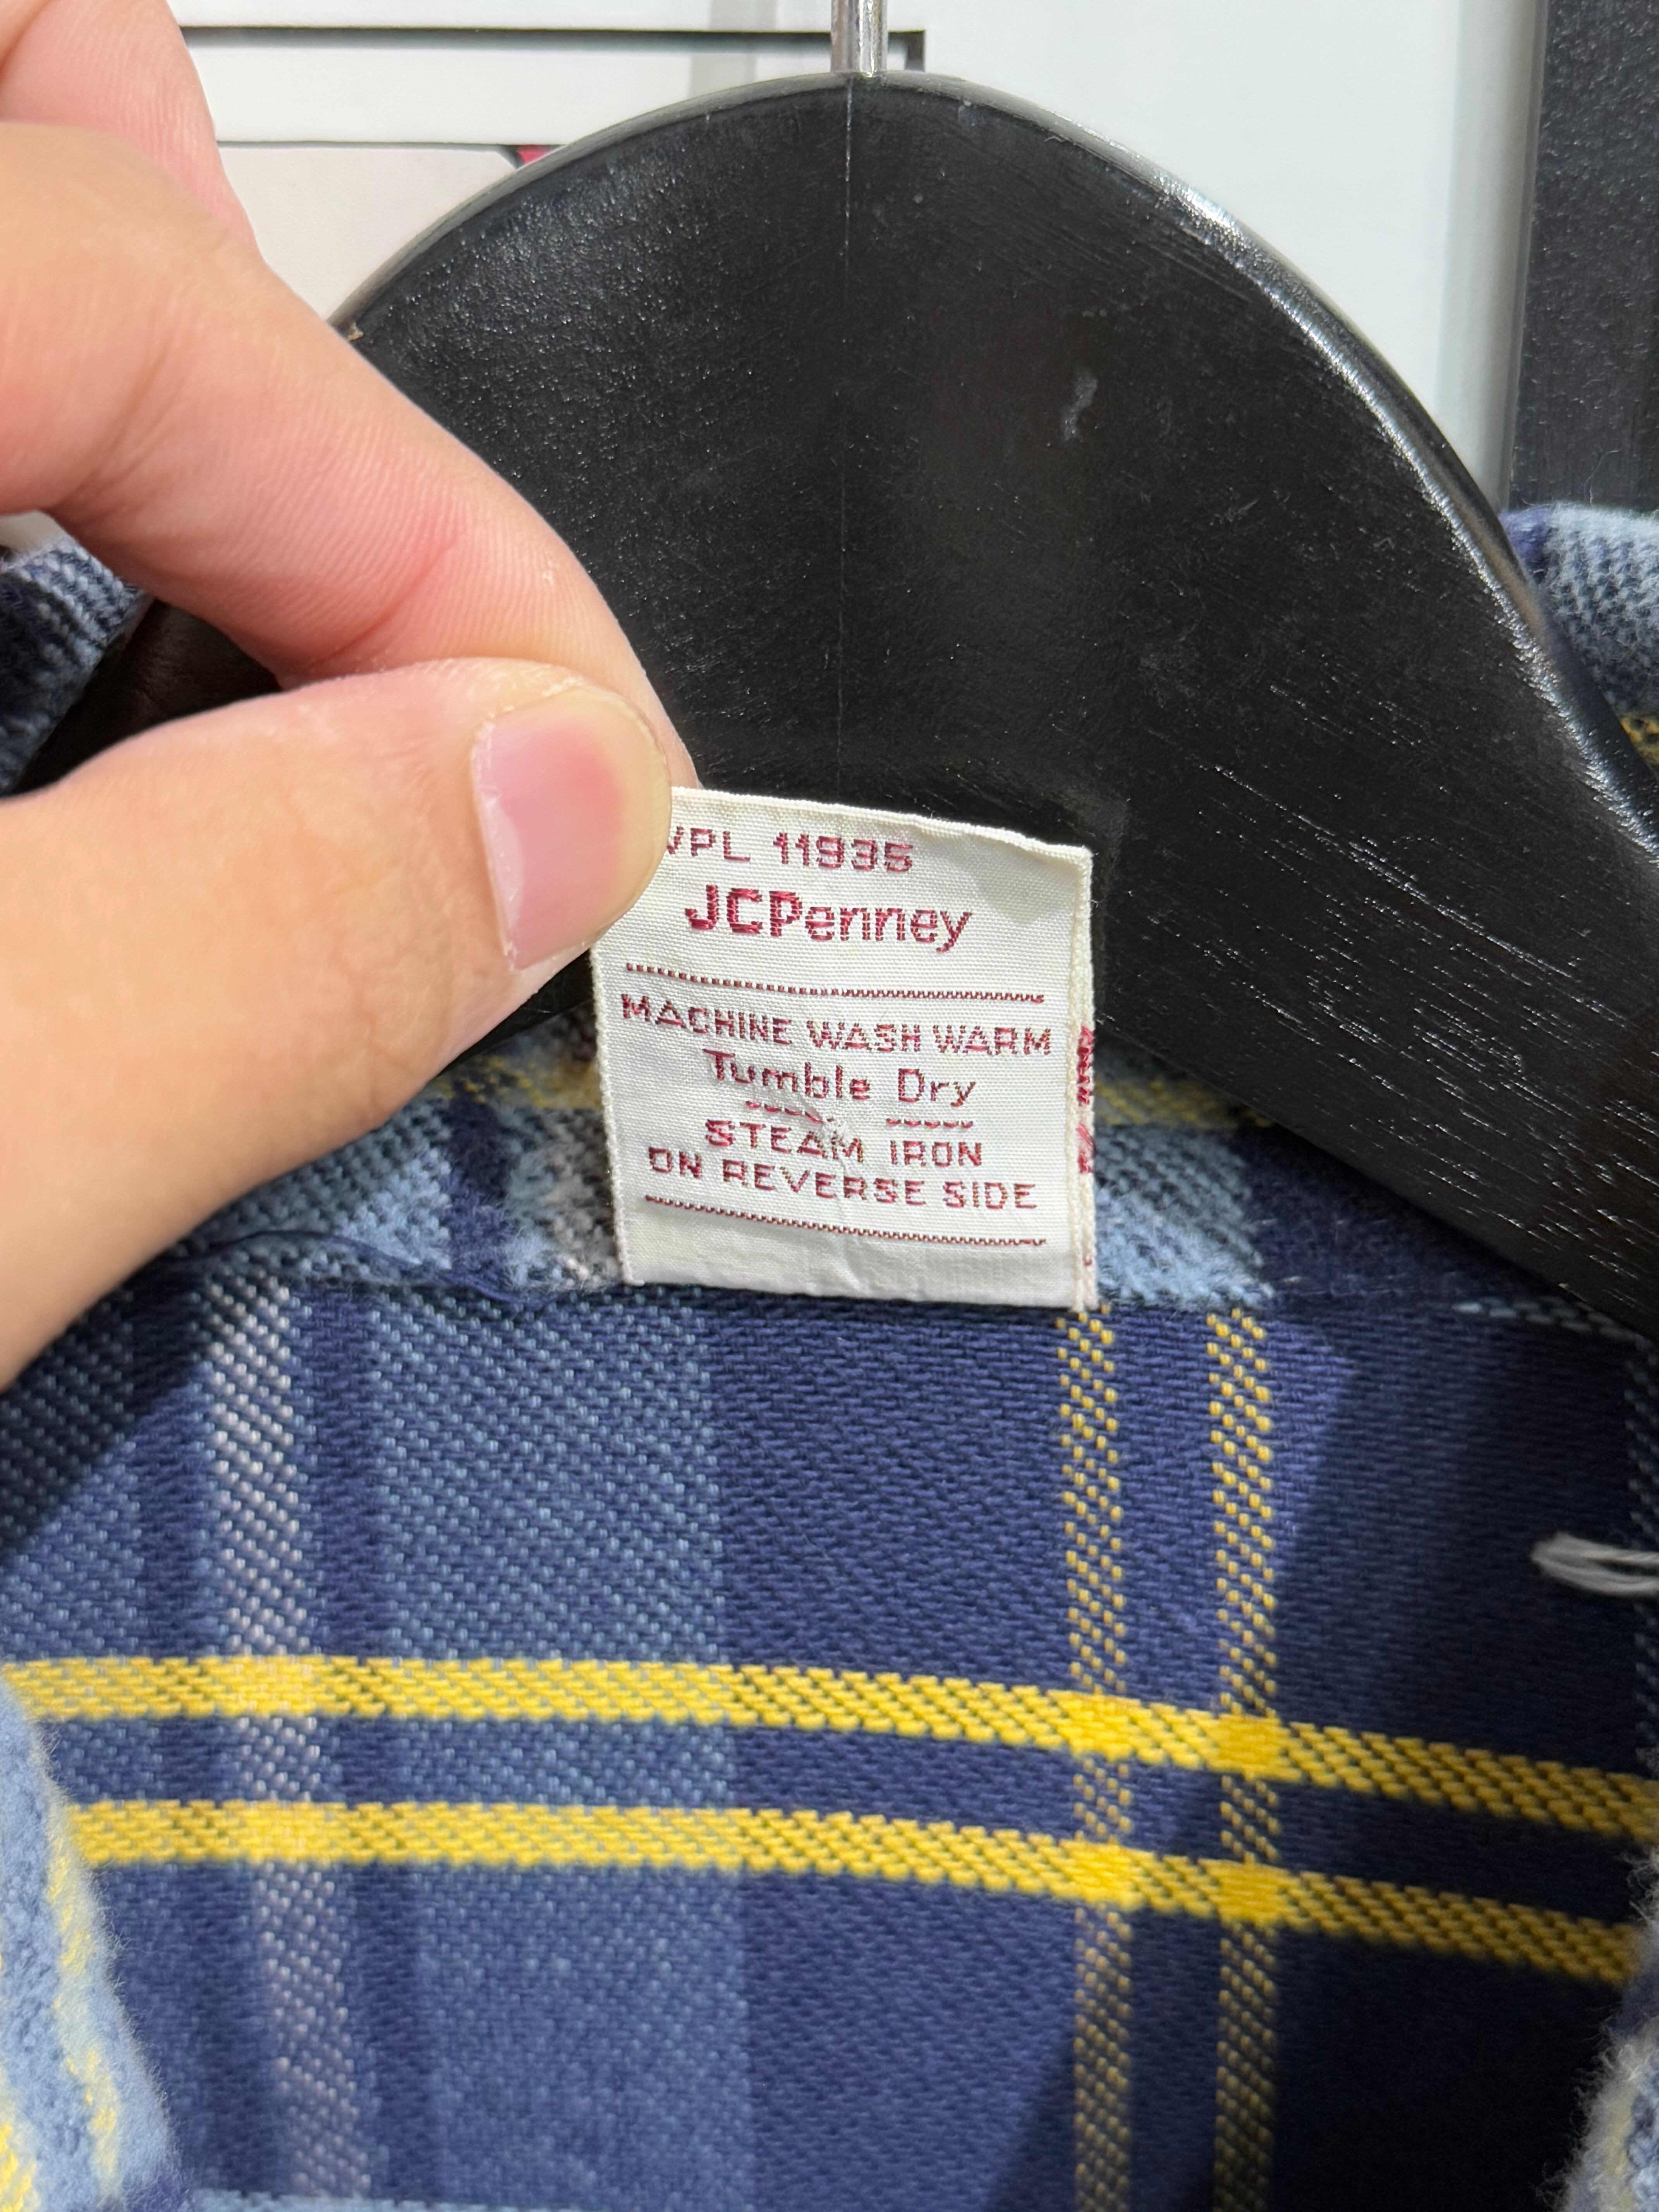 WPL 11935
JCPenney
MACHINE WASH WARM
Tumble Dry
STEAM IRON
ON REVERSE SIDE